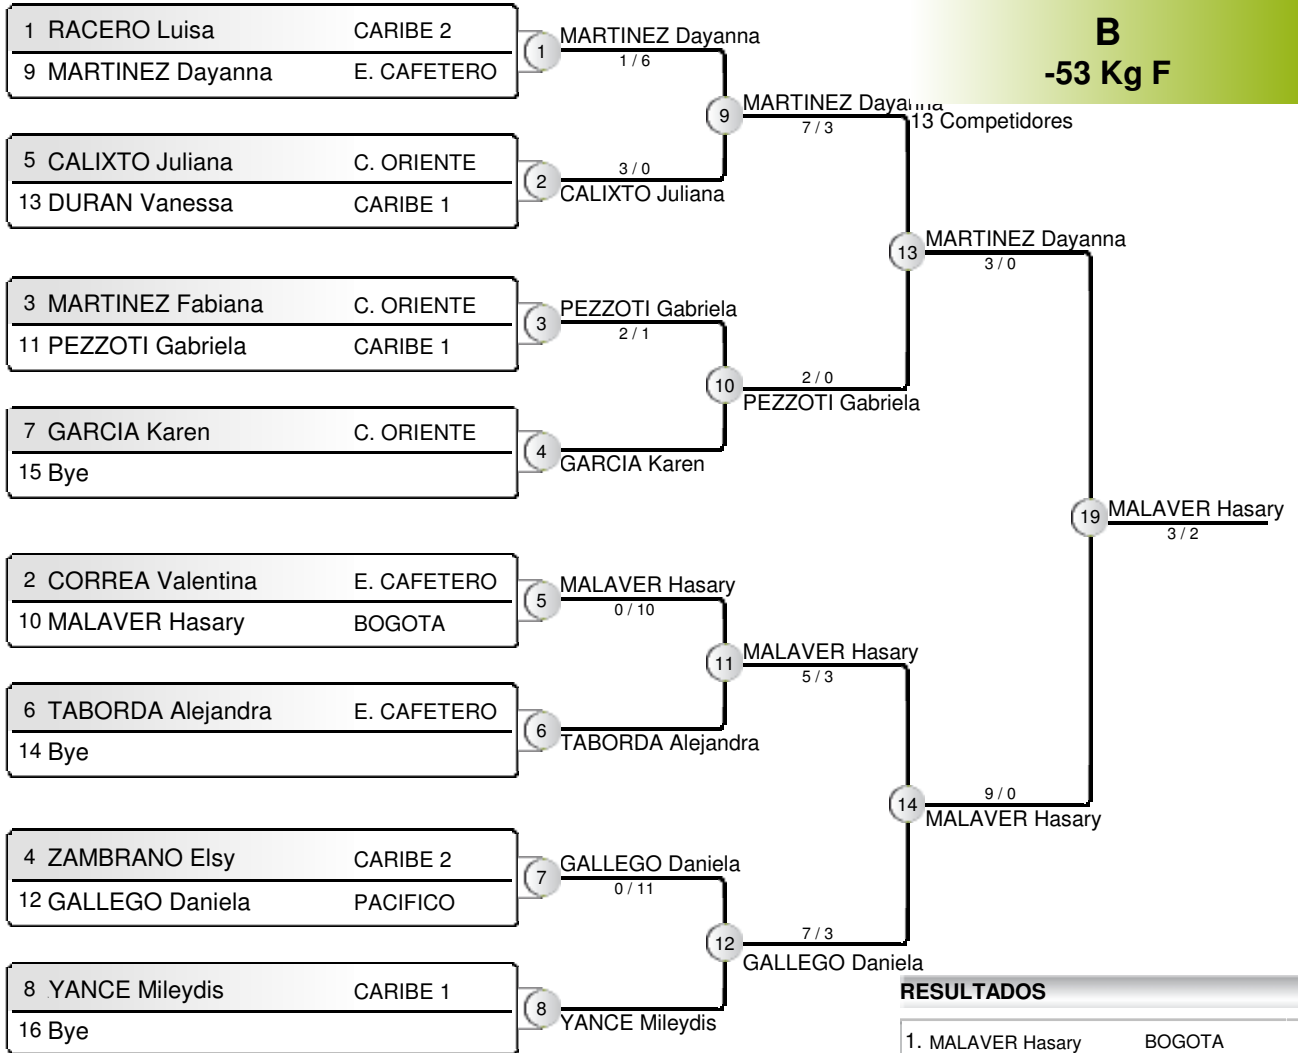 B
-53 Kg F
13 Competidores
1 RACERO Luisa CARIBE 2
9 MARTINEZ Dayanna E. CAFETERO
5 CALIXTO Juliana C. ORIENTE
13 DURAN Vanessa CARIBE 1
3 MARTINEZ Fabiana C. ORIENTE
11 PEZZOTI Gabriela CARIBE 1
7 GARCIA Karen C. ORIENTE
15 Bye
2 CORREA Valentina E. CAFETERO
10 MALAVER Hasary BOGOTA
6 TABORDA Alejandra E. CAFETERO
14 Bye
4 ZAMBRANO Elsy CARIBE 2
12 GALLEGO Daniela PACIFICO
8 YANCE Mileydis CARIBE 1
16 Bye
1 MARTINEZ Dayanna
1 / 6
2 3 / 0
CALIXTO Juliana
3 PEZZOTI Gabriela
2 / 1
4 GARCIA Karen
5 MALAVER Hasary
0 / 10
6 TABORDA Alejandra
7 GALLEGO Daniela
0 / 11
8 YANCE Mileydis
9 MARTINEZ Dayanna
7 / 3
10 2 / 0
PEZZOTI Gabriela
11 MALAVER Hasary
5 / 3
12 7 / 3
GALLEGO Daniela
13 MARTINEZ Dayanna
3 / 0
14 9 / 0
MALAVER Hasary
19 MALAVER Hasary
3 / 2
RESULTADOS
1. MALAVER Hasary BOGOTA